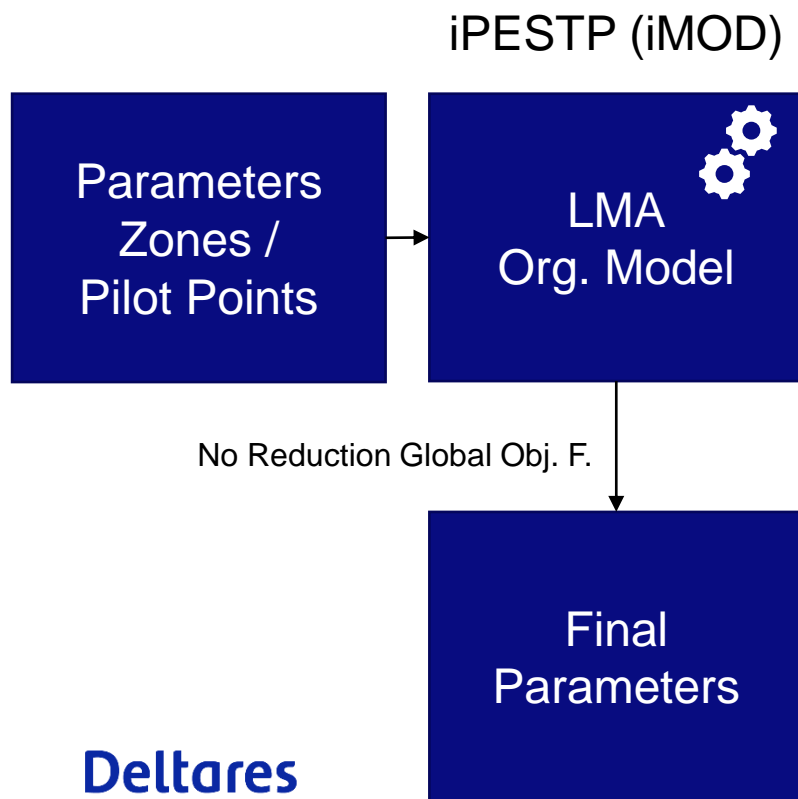 iPESTP (iMOD)
Parameters
Zones /
Pilot Points
LMA
Org. Model
No Reduction Global Obj. F.
Final
Parameters
Deltares